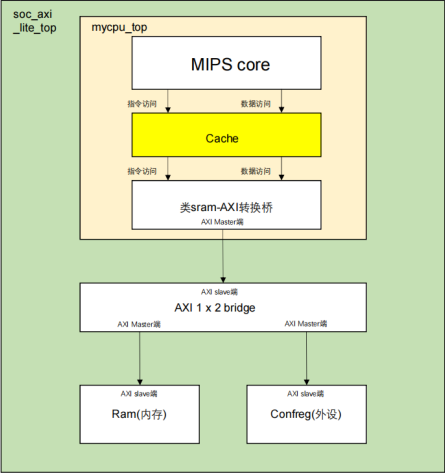 soc_axi
_lite_top
mycpu_top
MIPS core
指令访问 数据访问
Cache
指令访问 数据访问
类sram-AXI转换桥
AXI Master端
AXI slave端
AXI 1 x 2 bridge
AXI Master端 AXI Master端
AXI slave端 AXI slave端
Ram(内存) Confreg(外设)